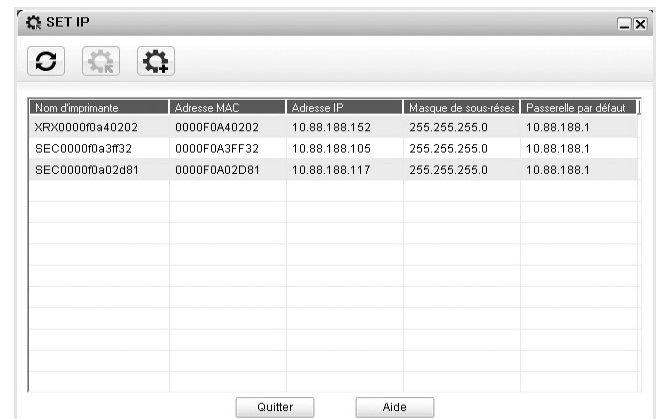 SET IP
Nom d'imprimante Adresse MAC Adresse IP Masque de sous-résea Passerelle par défaut
XRX0000f0a40202 0000F0A40202 10.88.188.152 255.255.255.0 10.88.188.1
SEC0000f0a3ff32 0000F0A3FF32 10.88.188.105 255.255.255.0 10.88.188.1
SEC0000f0a02d81 0000F0A02D81 10.88.188.117 255.255.255.0 10.88.188.1
Quitter Aide